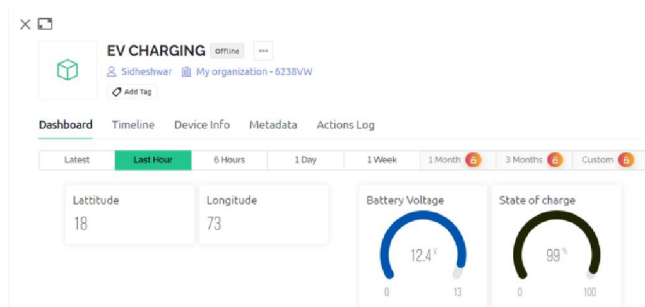 EV CHARGING Offline ...
Sidheshwar My organization - 6238VW
Add Tag
Dashboard Timeline Device Info Metadata Actions Log
Latest Last Hour 6 Hours 1 Day 1 Week 1 Month 3 Months Custom
Lattitude Longitude Battery Voltage State of charge
18 73
12.4 V 99 %
0 13 0 100